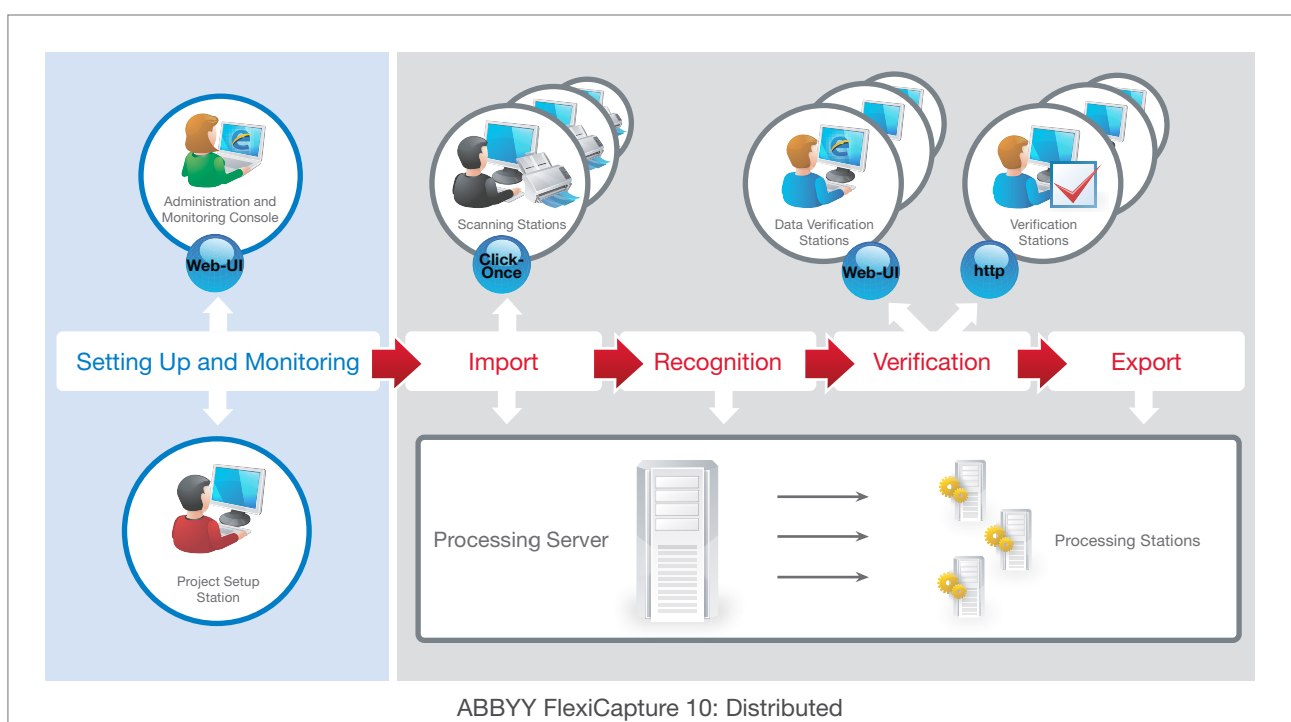 Administration and
Monitoring Console
Web-UI
Scanning Stations
Click-
Once
Data Verification
Stations
Web-UI
Verification
Stations
http
Setting Up and Monitoring
Import
Recognition
Verification
Export
Project Setup
Station
Processing Server
Processing Stations
ABBYY FlexiCapture 10: Distributed